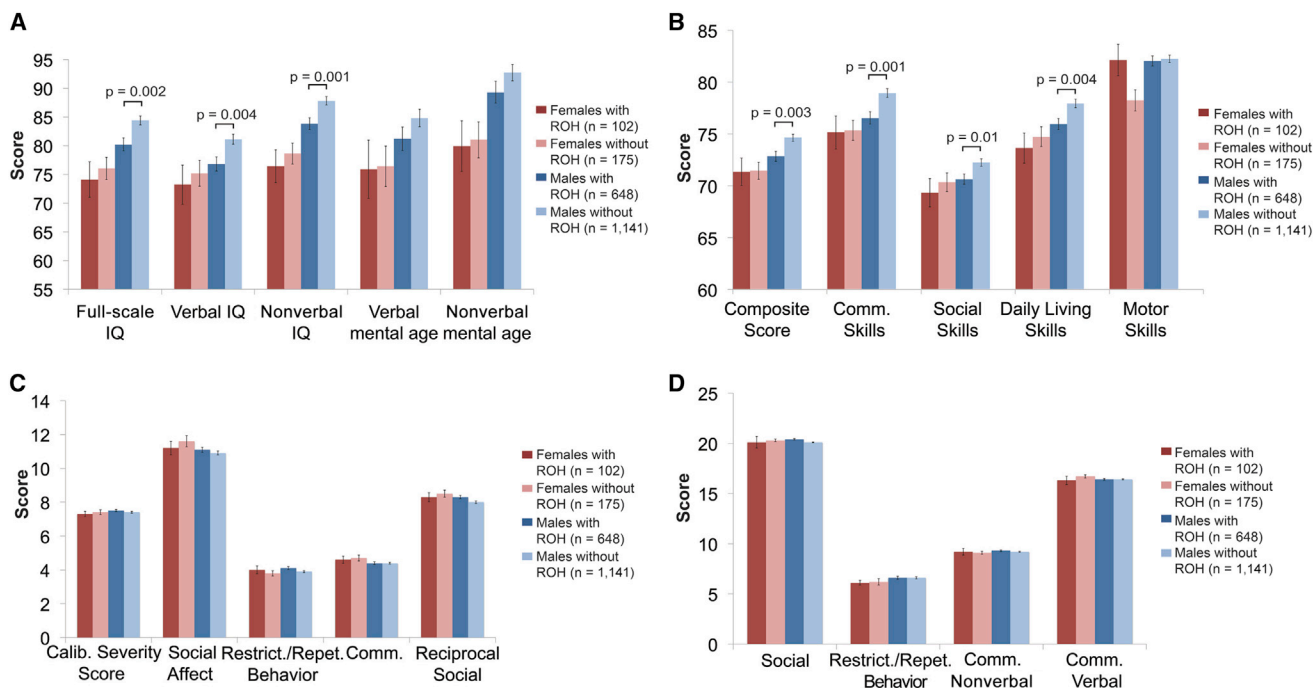 A
95
90
85
80
75
70
65
60
55
Score
p = 0.002
p = 0.004
p = 0.001
Full-scale
IQ
Verbal IQ
Nonverbal
IQ
Verbal
mental age
Nonverbal
mental age
Females with
ROH (n = 102)
Females without
ROH (n = 175)
Males with
ROH (n = 648)
Males without
ROH (n = 1,141)
B
85
80
75
70
65
60
Score
p = 0.003
p = 0.001
p = 0.01
p = 0.004
Composite
Score
Comm.
Skills
Social
Skills
Daily Living
Skills
Motor
Skills
Females with
ROH (n = 102)
Females without
ROH (n = 175)
Males with
ROH (n = 648)
Males without
ROH (n = 1,141)
C
14
12
10
8
6
4
2
0
Score
Calib. Severity
Score
Social
Affect
Restrict./Repet.
Behavior
Comm.
Reciprocal
Social
Females with
ROH (n = 102)
Females without
ROH (n = 175)
Males with
ROH (n = 648)
Males without
ROH (n = 1,141)
D
25
20
15
10
5
0
Score
Social
Restrict./Repet.
Behavior
Comm.
Nonverbal
Comm.
Verbal
Females with
ROH (n = 102)
Females without
ROH (n = 175)
Males with
ROH (n = 648)
Males without
ROH (n = 1,141)